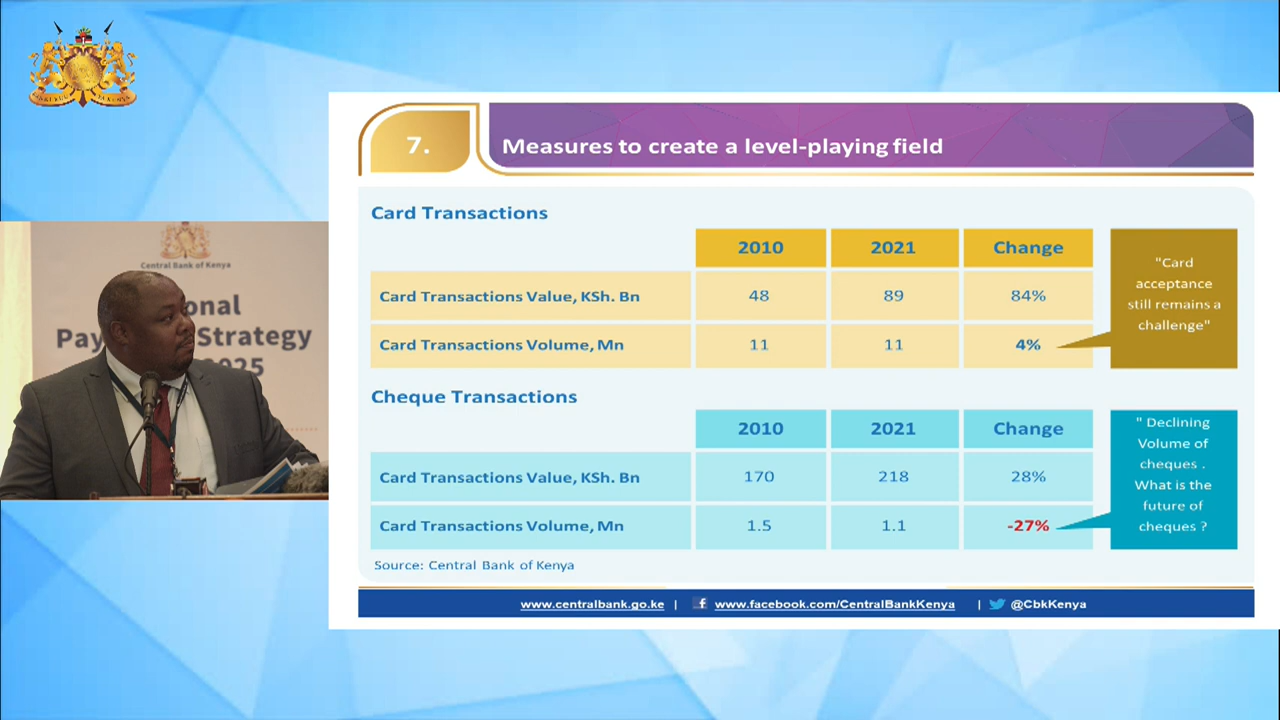 7.
Measures to create a level-playing field
Card Transactions
2010 2021 Change
Card Transactions Value, KSh. Bn 48 89 84%
Card Transactions Volume, Mn 11 11 4%
"Card
acceptance
still remains a
challenge"
Cheque Transactions
2010 2021 Change
Card Transactions Value, KSh. Bn 170 218 28%
Card Transactions Volume, Mn 1.5 1.1 -27%
" Declining
Volume of
cheques .
What is the
future of
cheques ?
Source: Central Bank of Kenya
www.centralbank.go.ke | f www.facebook.com/CentralBankKenya | @CbkKenya
Central Bank of Kenya
onal
Pay Strategy
025